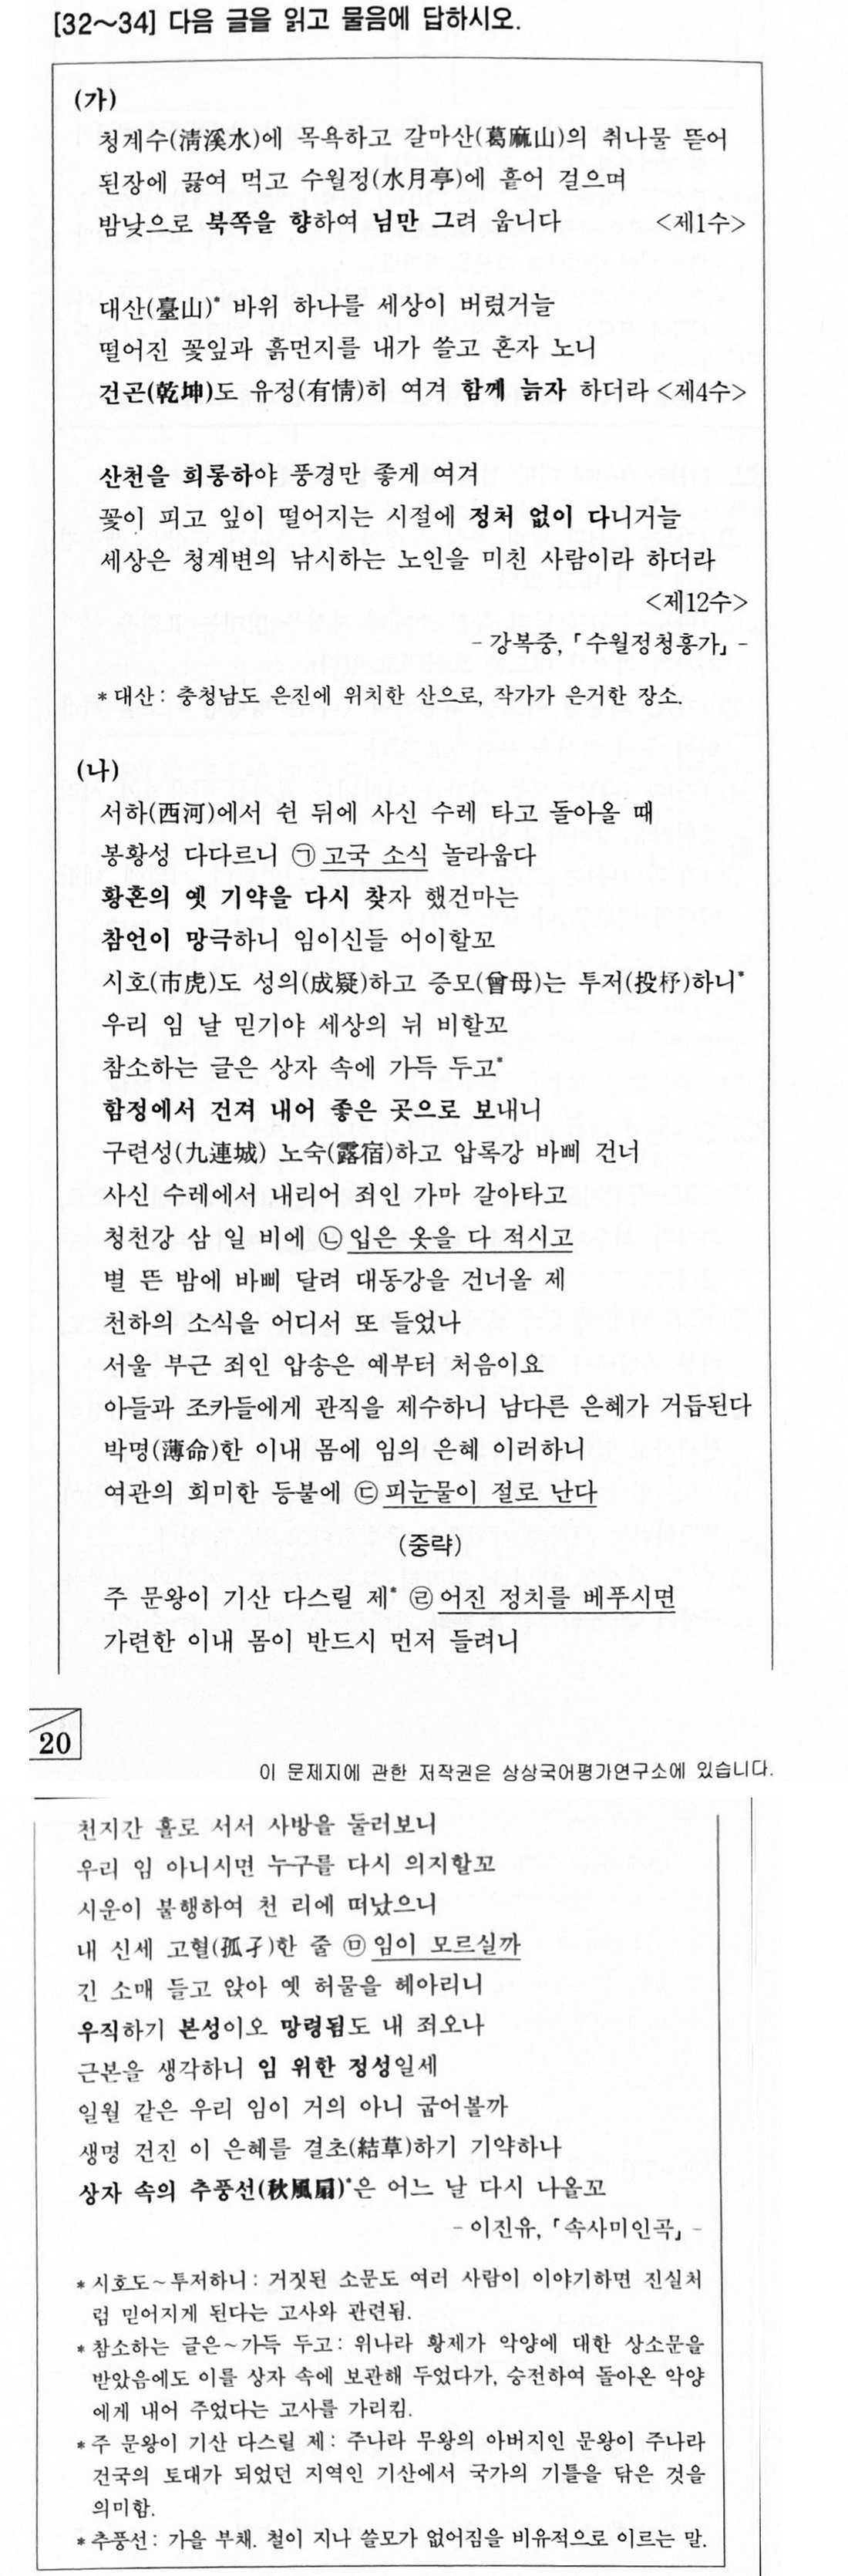 [32~34] 다음 글을 읽고 물음에 답하시오.
(가)
청계수(淸溪水)에 목욕하고 갈마산(葛麻山)의 취나물 뜯어
된장에 끓여 먹고 수월정(水月亭)에 흩어 걸으며
밤낮으로 북쪽을 향하여 님만 그려 웁니다 <제1수>
대산(臺山)* 바위 하나를 세상이 버렸거늘
떨어진 꽃잎과 흙먼지를 내가 쓸고 혼자 노니
건곤(乾坤)도 유정(有情)히 여겨 함께 늙자 하더라 <제4수>
산천을 희롱하야 풍경만 좋게 여겨
꽃이 피고 잎이 떨어지는 시절에 정처 없이 다니거늘
세상은 청계변의 낚시하는 노인을 미친 사람이라 하더라
<제12수>
- 강복중, 「수월정청흥가」 -
* 대산 : 충청남도 은진에 위치한 산으로, 작가가 은거한 장소.
(나)
서하(西河)에서 쉰 뒤에 사신 수레 타고 돌아올 때
봉황성 다다르니 ㉠ 고국 소식 놀라웁다
황혼의 옛 기약을 다시 찾자 했건마는
참언이 망극하니 임이신들 어이할꼬
시호(市虎)도 성의(成疑)하고 증모(曾母)는 투저(投杼)하니*
우리 임 날 믿기야 세상의 뉘 비할꼬
참소하는 글은 상자 속에 가득 두고*
함정에서 건져 내어 좋은 곳으로 보내니
구련성(九連城) 노숙(露宿)하고 압록강 바삐 건너
사신 수레에서 내리어 죄인 가마 갈아타고
청천강 삼 일 비에 ㉡ 입은 옷을 다 적시고
별 뜬 밤에 바삐 달려 대동강을 건너올 제
천하의 소식을 어디서 또 들었나
서울 부근 죄인 압송은 예부터 처음이요
아들과 조카들에게 관직을 제수하니 남다른 은혜가 거듭된다
박명(薄命)한 이내 몸에 임의 은혜 이러하니
여관의 희미한 등불에 ㉢ 피눈물이 절로 난다
(중략)
주 문왕이 기산 다스릴 제* ㉣ 어진 정치를 베푸시면
가련한 이내 몸이 반드시 먼저 들려니
20
이 문제지에 관한 저작권은 상상국어평가연구소에 있습니다.
천지간 홀로 서서 사방을 둘러보니
우리 임 아니시면 누구를 다시 의지할꼬
시운이 불행하여 천 리에 떠났으니
내 신세 고혈(孤孑)한 줄 ㉤ 임이 모르실까
긴 소매 들고 앉아 옛 허물을 헤아리니
우직하기 본성이오 망령됨도 내 죄오나
근본을 생각하니 임 위한 정성일세
일월 같은 우리 임이 거의 아니 굽어볼까
생명 건진 이 은혜를 결초(結草)하기 기약하나
상자 속의 추풍선(秋風扇)*은 어느 날 다시 나올꼬
- 이진유, 「속사미인곡」 -
* 시호도~투저하니 : 거짓된 소문도 여러 사람이 이야기하면 진실처
럼 믿어지게 된다는 고사와 관련됨.
* 참소하는 글은~가득 두고 : 위나라 황제가 악양에 대한 상소문을
받았음에도 이를 상자 속에 보관해 두었다가, 승전하여 돌아온 악양
에게 내어 주었다는 고사를 가리킴.
* 주 문왕이 기산 다스릴 제 : 주나라 무왕의 아버지인 문왕이 주나라
건국의 토대가 되었던 지역인 기산에서 국가의 기틀을 닦은 것을
의미함.
* 추풍선 : 가을 부채. 철이 지나 쓸모가 없어짐을 비유적으로 이르는 말.